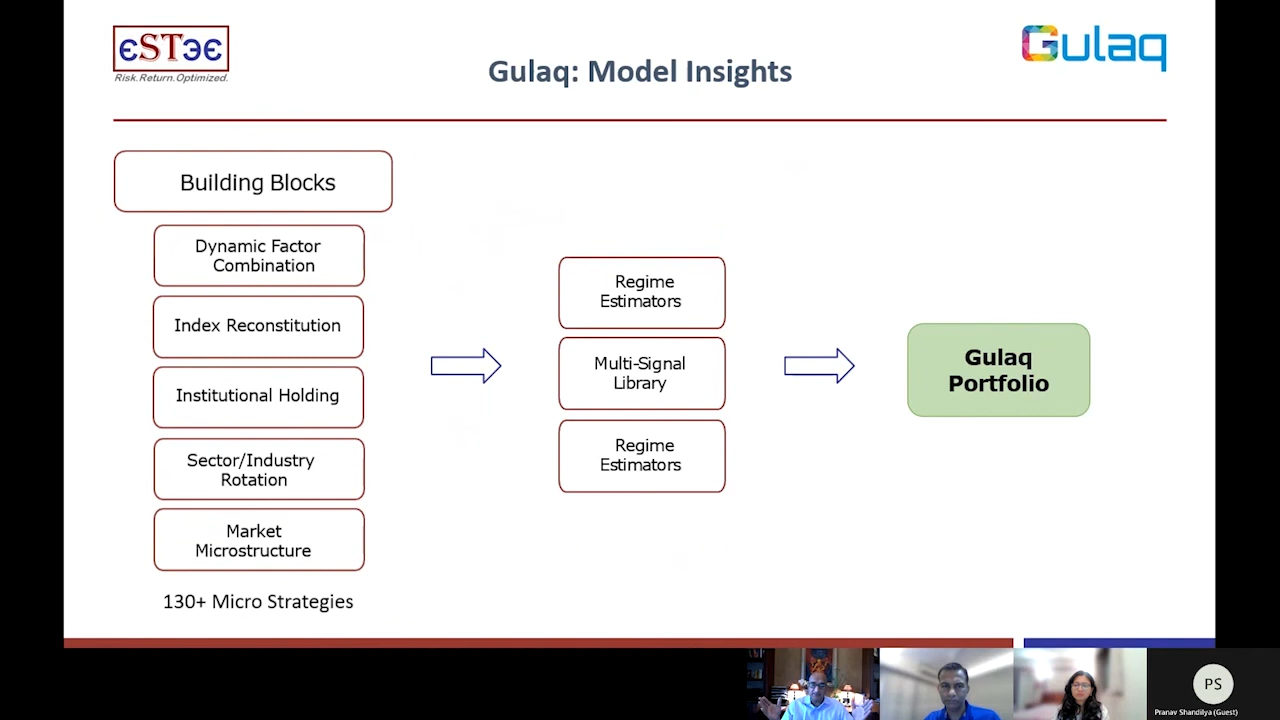 εSTэЄ
Risk.Return.Optimized.
Gulaq
Gulaq: Model Insights
Building Blocks
Dynamic Factor
Combination
Index Reconstitution
Institutional Holding
Sector/Industry
Rotation
Market
Microstructure
130+ Micro Strategies
Regime
Estimators
Multi-Signal
Library
Regime
Estimators
Gulaq
Portfolio
PS
Pranav Shandilya (Guest)